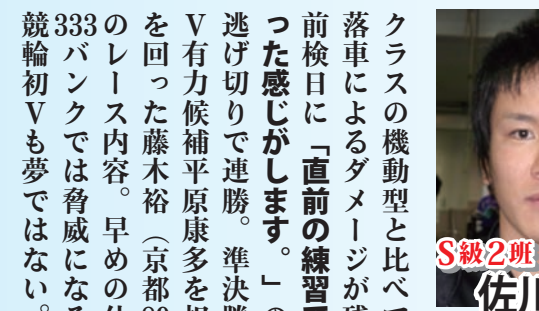 クラスの機動型と比べて
落車によるダメージが残
前検日に「直前の練習で
った感じがします。」の
逃げ切りで連勝。準決勝
V有力候補平原康多を
を回った藤木裕（京都
のレース内容。早めの仕
333バンクでは脅威になる
競輪初Vも夢ではない。
S級2班
佐川